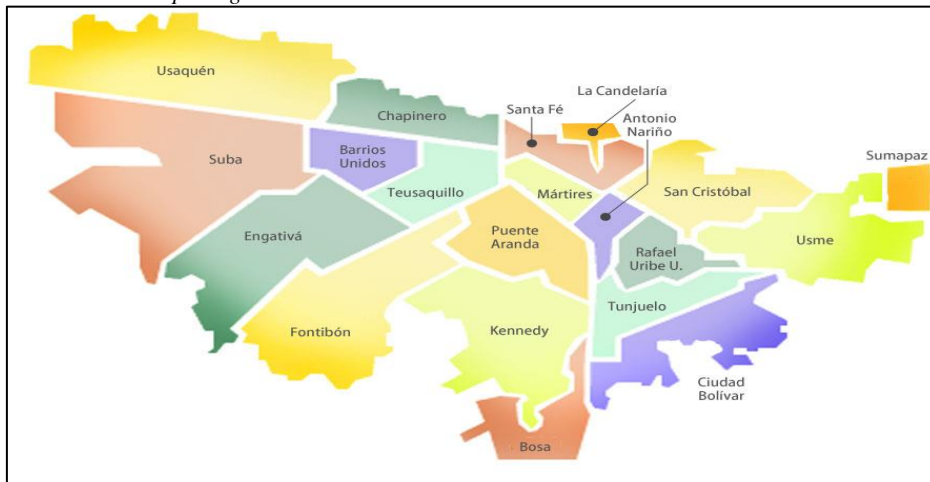 Usaquén
Chapinero
Santa Fé
La Candelaría
Antonio
Nariño
Suba
Barrios
Unidos
Teusaquillo
Mártires
San Cristóbal
Sumapaz
Engativá
Puente
Aranda
Rafael
Uribe U.
Usme
Fontibón
Kennedy
Tunjuelo
Ciudad
Bolívar
Bosa